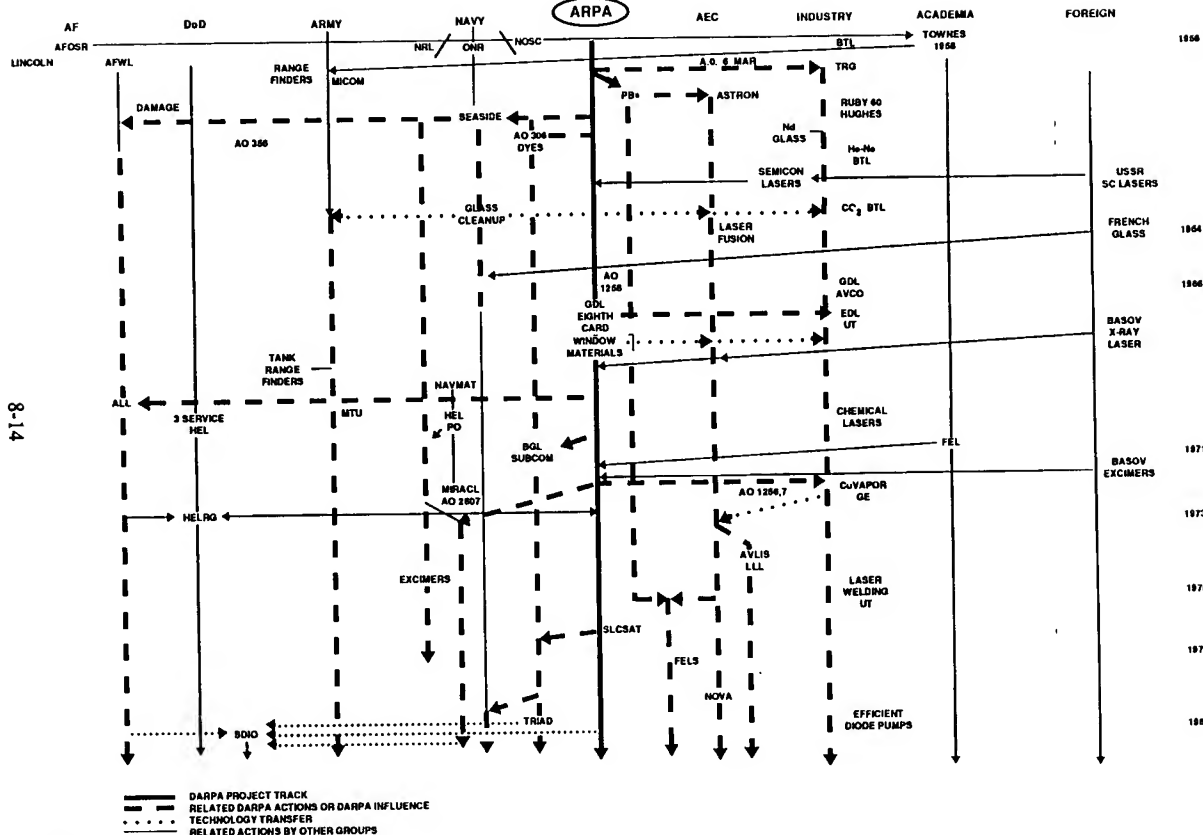 ARPA
AF
DoD
ARMY
NAVY
AEC
INDUSTRY
ACADEMIA
FOREIGN
AFOSR
NRL
ONR
NOSC
TOWNES
1958
BTL
LINCOLN
AFWL
RANGE
FINDERS
MICOM
A.O. 6 MAR
TRG
PB
ASTRON
DAMAGE
SEASIDE
RUBY 60
HUGHES
AO 356
AO 306
DYES
Nd
GLASS
He-Ne
BTL
SEMICON
LASERS
USSR
SC LASERS
GLASS
CLEANUP
LASER
FUSION
BTL
FRENCH
GLASS
AO
1256
GDL
AVCO
GDL
EIGHTH
CARD
EDL
UT
WINDOW
MATERIALS
BASOV
X-RAY
LASER
TANK
RANGE
FINDERS
ALL
MTU
NAVMAT
3 SERVICE
HEL
HEL
PO
CHEMICAL
LASERS
8-14
BGL
SUBCOM
FEL
BASOV
EXCIMERS
MIRACL
AO 2607
AO 1256,7
CuVAPOR
GE
HELRG
AVLIS
LLL
EXCIMERS
LASER
WELDING
UT
SLCSAT
FELS
NOVA
TRIAD
EFFICIENT
DIODE PUMPS
SDIO
DARPA PROJECT TRACK
RELATED DARPA ACTIONS OR DARPA INFLUENCE
TECHNOLOGY TRANSFER
RELATED ACTIONS BY OTHER GROUPS